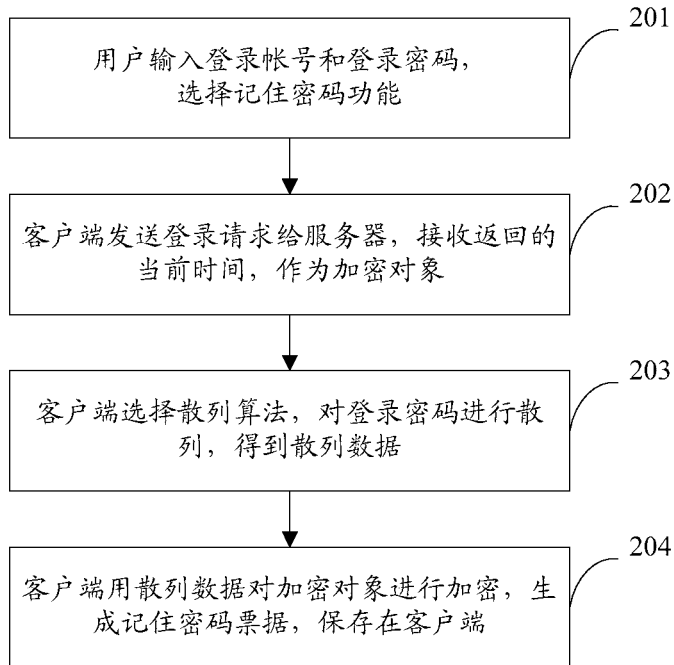 201
用户输入登录帐号和登录密码，
选择记住密码功能
202
客户端发送登录请求给服务器，接收返回的
当前时间，作为加密对象
203
客户端选择散列算法，对登录密码进行散
列，得到散列数据
204
客户端用散列数据对加密对象进行加密，生
成记住密码票据，保存在客户端